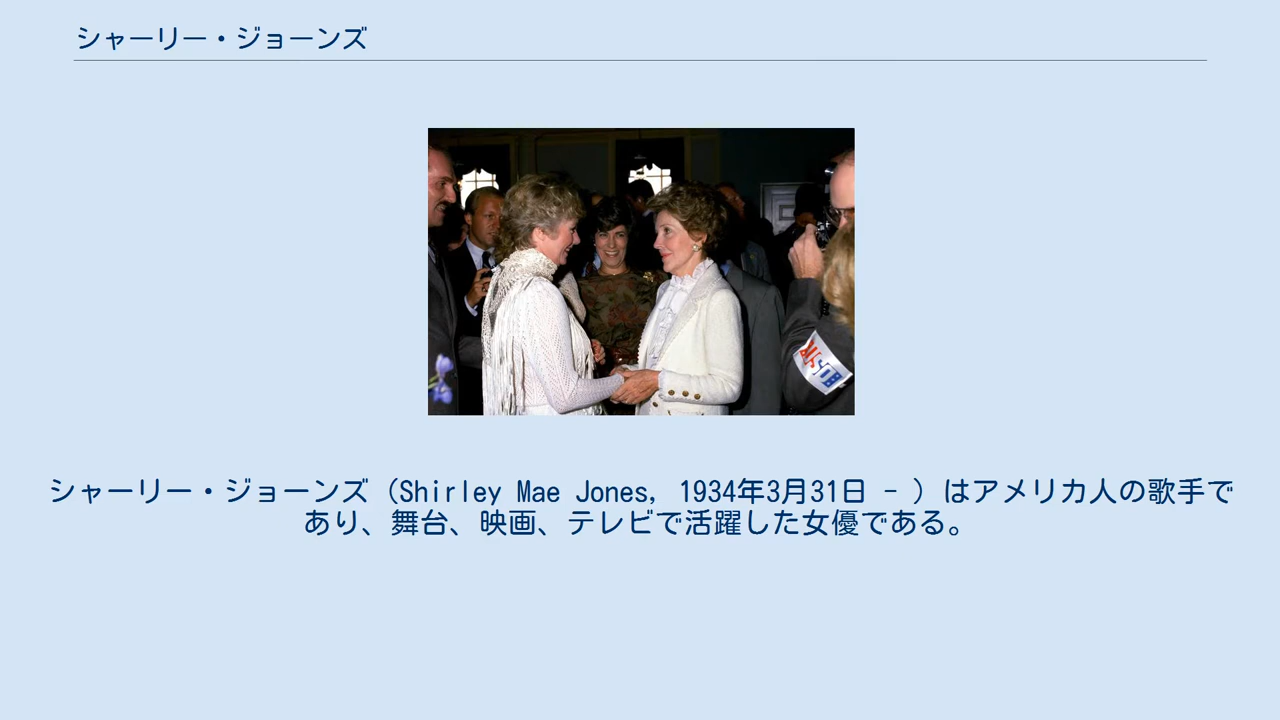 シャーリー・ジョーンズ
シャーリー・ジョーンズ（Shirley Mae Jones, 1934年3月31日 - ）はアメリカ人の歌手で
あり、舞台、映画、テレビで活躍した女優である。